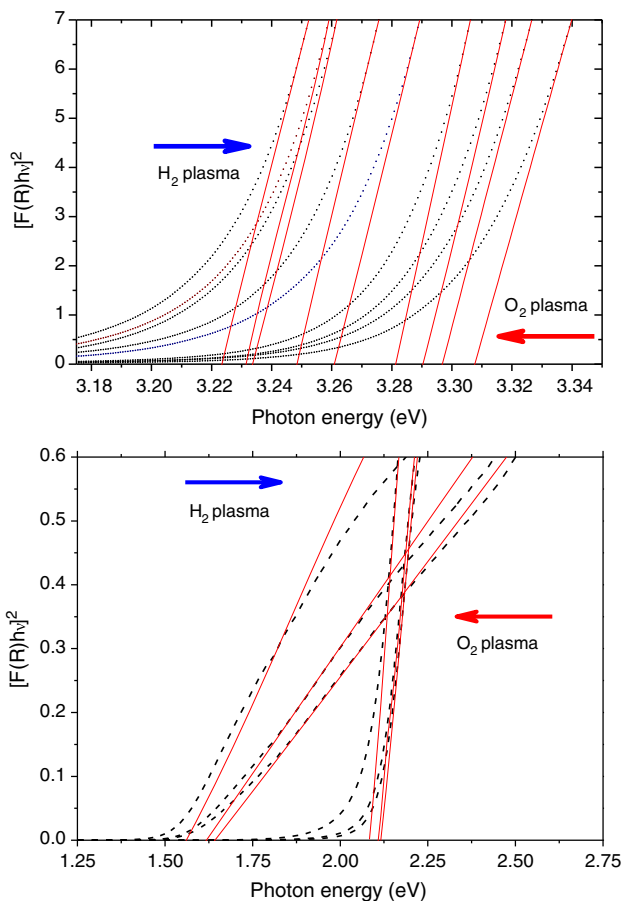 7
6
5
4
3
2
1
0
[F(R)hν]²
H₂ plasma
O₂ plasma
3.18 3.20 3.22 3.24 3.26 3.28 3.30 3.32 3.34
Photon energy (eV)
0.6
0.5
0.4
0.3
0.2
0.1
0.0
[F(R)hν]²
H₂ plasma
O₂ plasma
1.25 1.50 1.75 2.00 2.25 2.50 2.75
Photon energy (eV)